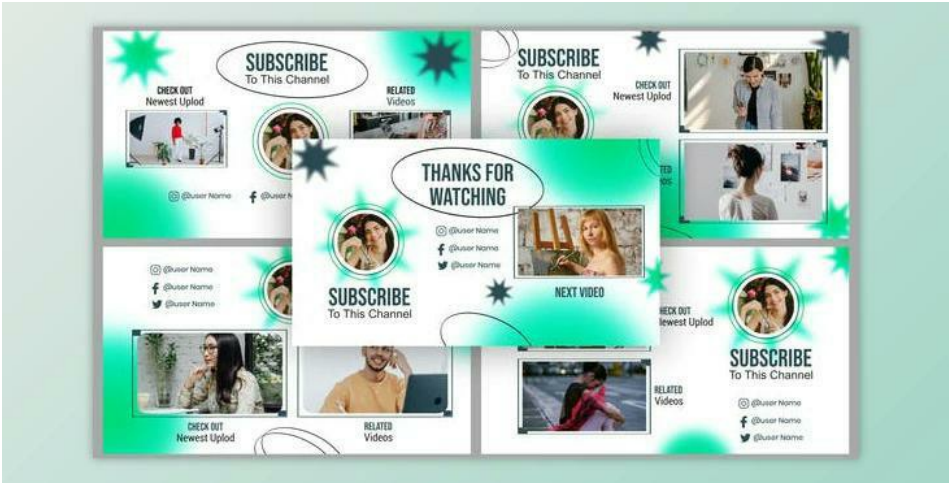 SUBSCRIBE
To This Channel
CHECK OUT
Newest Uplod
RELATED
Videos
@user Name
@user N
SUBSCRIBE
To This Channel
CHECK OUT
Newest Uplod
THANKS FOR
WATCHING
@user Name
@user Name
@user Name
SUBSCRIBE
To This Channel
NEXT VIDEO
@user Name
@user Name
@user Name
CHECK OUT
Newest Uplod
RELATED
Videos
HECK OUT
lewest Uplod
SUBSCRIBE
To This Channel
RELATED
Videos
@user Name
@user Name
@user Name